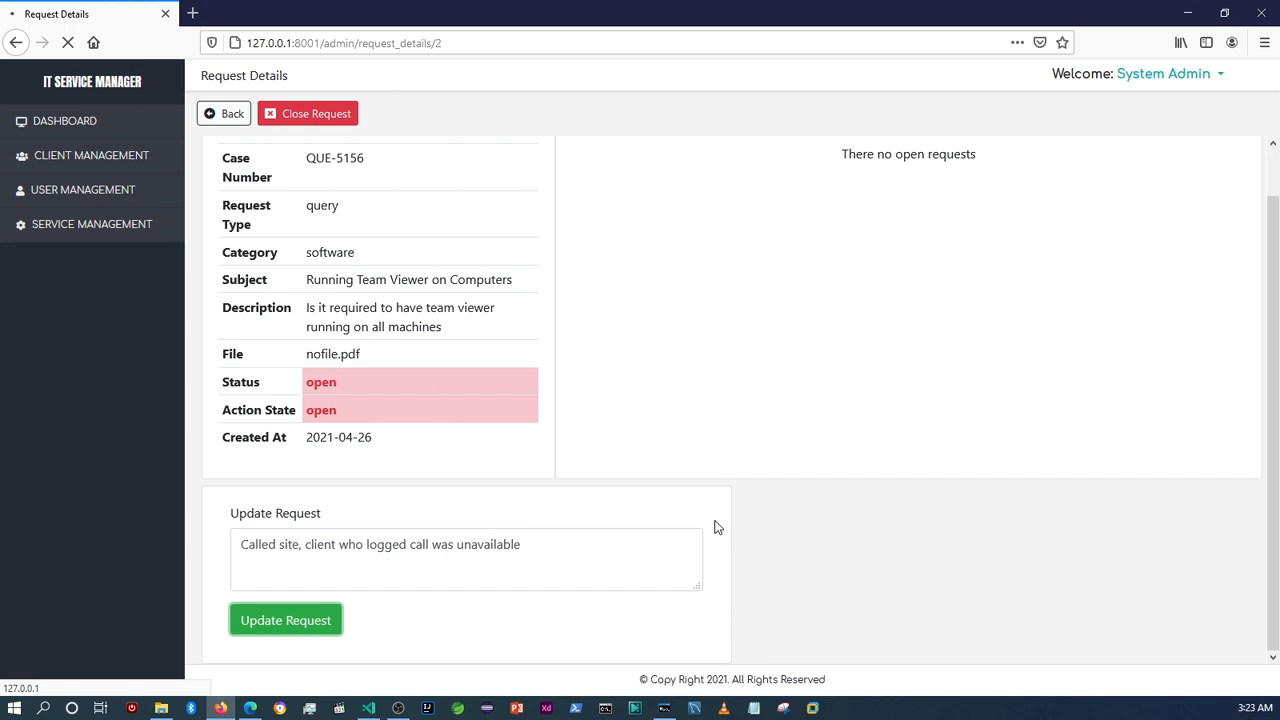 Request Details
127.0.0.1:8001/admin/request_details/2
IT SERVICE MANAGER
Request Details
Welcome: System Admin
Back
Close Request
DASHBOARD
CLIENT MANAGEMENT
USER MANAGEMENT
SERVICE MANAGEMENT
Case Number QUE-5156
Request Type query
Category software
Subject Running Team Viewer on Computers
Description Is it required to have team viewer
running on all machines
File nofile.pdf
Status open
Action State open
Created At 2021-04-26
There no open requests
Update Request
Called site, client who logged call was unavailable
Update Request
127.0.0.1
© Copy Right 2021. All Rights Reserved
3:23 AM